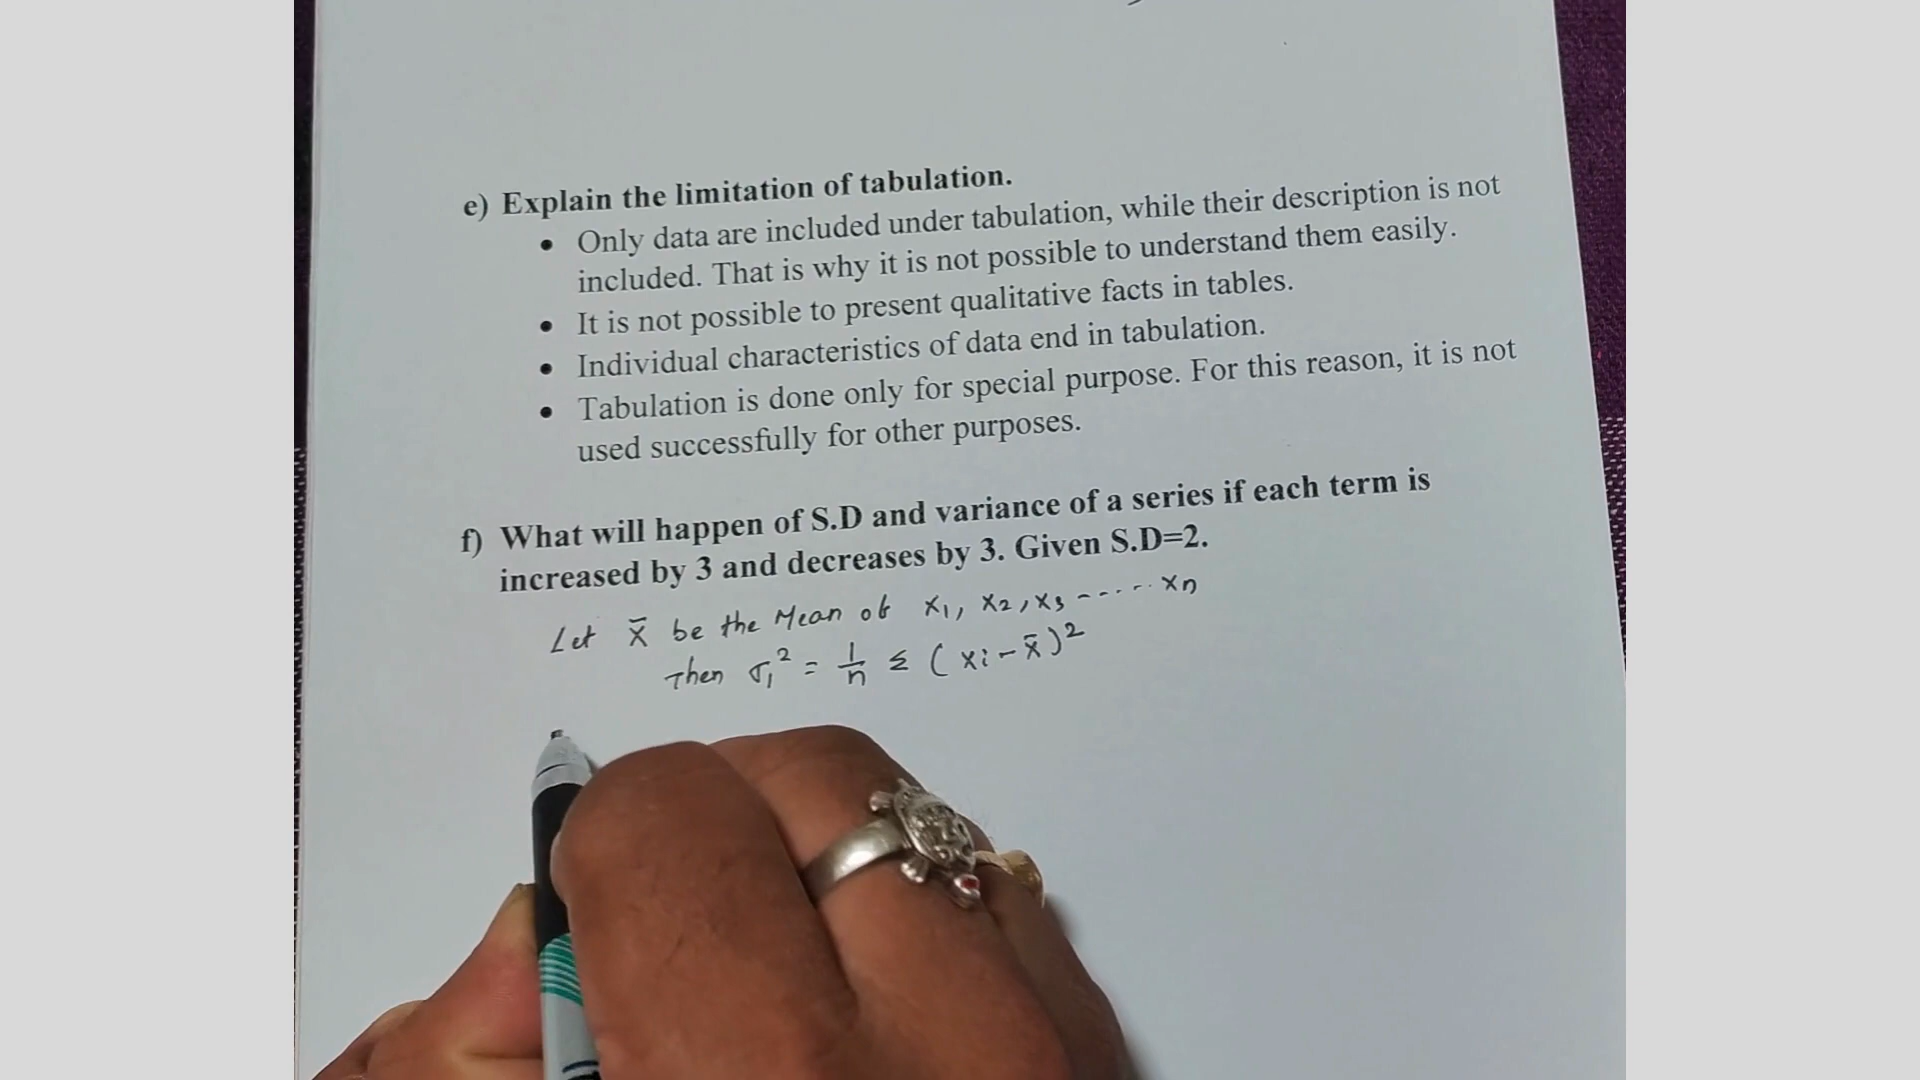 e) Explain the limitation of tabulation.
• Only data are included under tabulation, while their description is not
included. That is why it is not possible to understand them easily.
• It is not possible to present qualitative facts in tables.
• Individual characteristics of data end in tabulation.
• Tabulation is done only for special purpose. For this reason, it is not
used successfully for other purposes.
f) What will happen of S.D and variance of a series if each term is
increased by 3 and decreases by 3. Given S.D=2.
Let x̄ be the Mean of x₁, x₂, x₃ ------ xn
Then σ₁² = 1/n Σ (xi - x̄)²